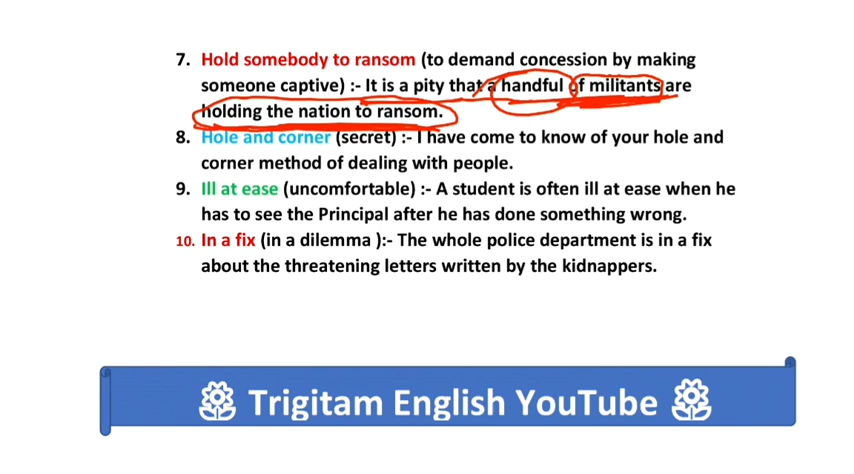 7. Hold somebody to ransom (to demand concession by making
someone captive) :- It is a pity that a handful of militants are
holding the nation to ransom.
8. Hole and corner (secret) :- I have come to know of your hole and
corner method of dealing with people.
9. Ill at ease (uncomfortable) :- A student is often ill at ease when he
has to see the Principal after he has done something wrong.
10. In a fix (in a dilemma ):- The whole police department is in a fix
about the threatening letters written by the kidnappers.
Trigitam English YouTube